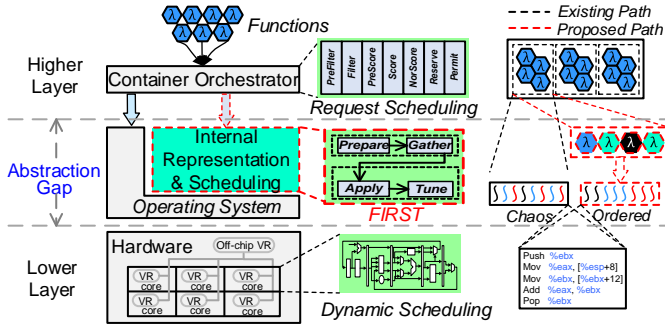 Functions
λ λ λ λ
λ λ λ
Higher
Layer
Container Orchestrator
PreFilter
Filter
PreScore
Score
NorScore
Reserve
Permit
Request Scheduling
Existing Path
Proposed Path
λ λ λ
λ λ λ λ
Abstraction
Gap
Internal
Representation
& Scheduling
Operating System
Prepare
Gather
Apply
Tune
FIRST
Chaos
Ordered
Lower
Layer
Hardware
Off-chip VR
VR
core
VR
core
VR
core
VR
core
VR
core
VR
core
Dynamic Scheduling
Push %ebx
Mov %eax, [%esp+8]
Mov %ebx, [%ebx+12]
Add %eax, %ebx
Pop %ebx